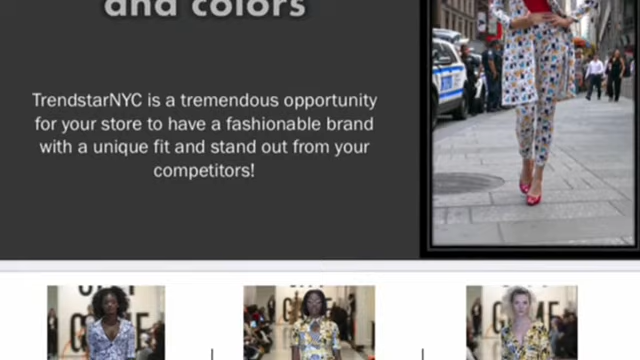 and colors
TrendstarNYC is a tremendous opportunity
for your store to have a fashionable brand
with a unique fit and stand out from your
competitors!